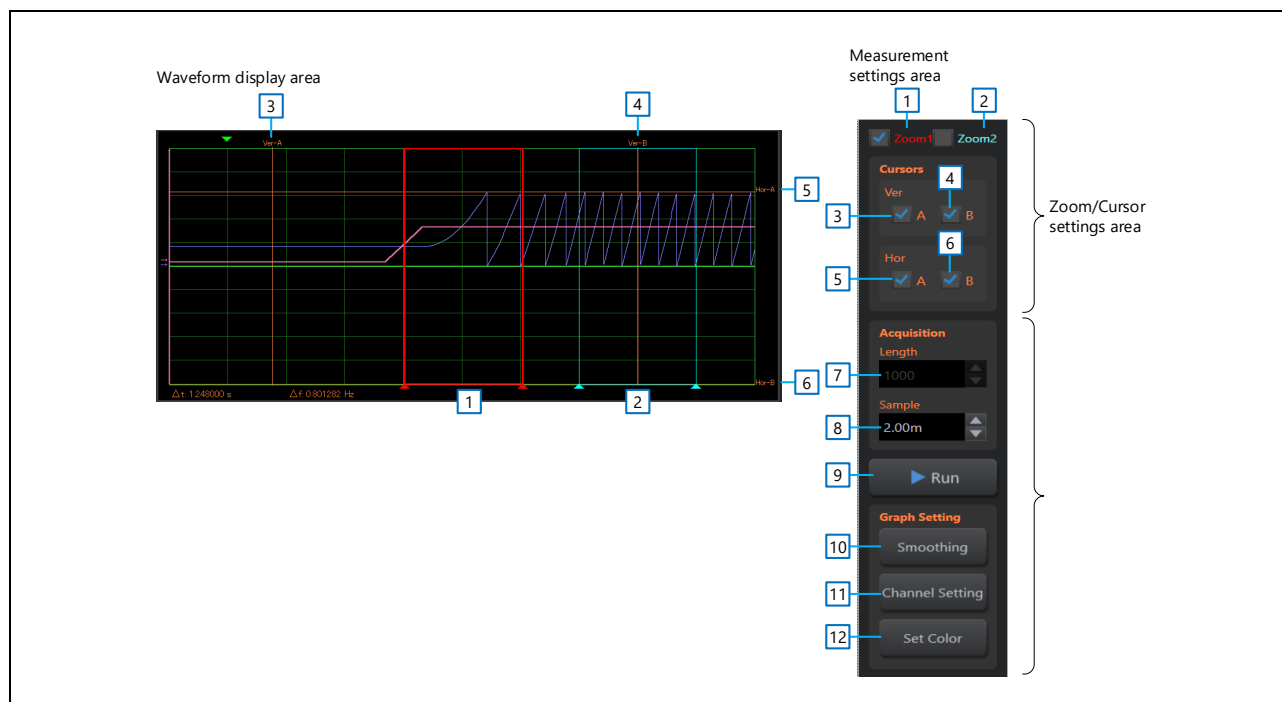 Measurement
settings area
Waveform display area
1
2
3
4
Zoom1
Zoom2
Ver-A
Ver-B
Cursors
4
Ver
Hor-A
5
3
A
B
Zoom/Cursor
settings area
6
Hor
5
A
B
Acquisition
Length
Hor-B
6
7
1000
Δt: 1.248000 s
Δf: 0.801282 Hz
1
2
Sample
8
2.00m
9
Run
Graph Setting
10
Smoothing
11
Channel Setting
12
Set Color